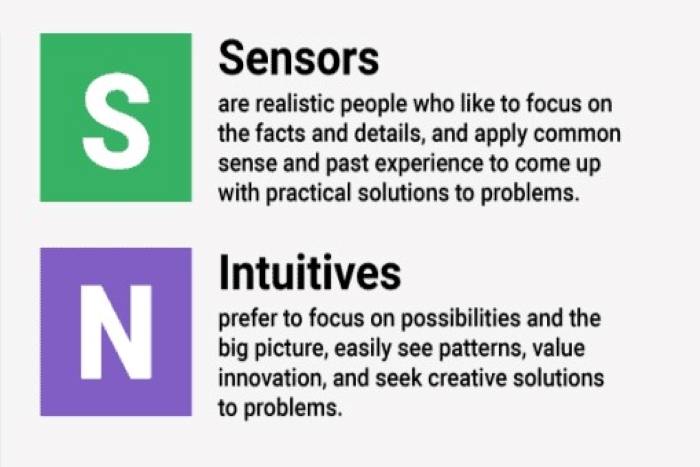 S
Sensors
are realistic people who like to focus on
the facts and details, and apply common
sense and past experience to come up
with practical solutions to problems.
N
Intuitives
prefer to focus on possibilities and the
big picture, easily see patterns, value
innovation, and seek creative solutions
to problems.